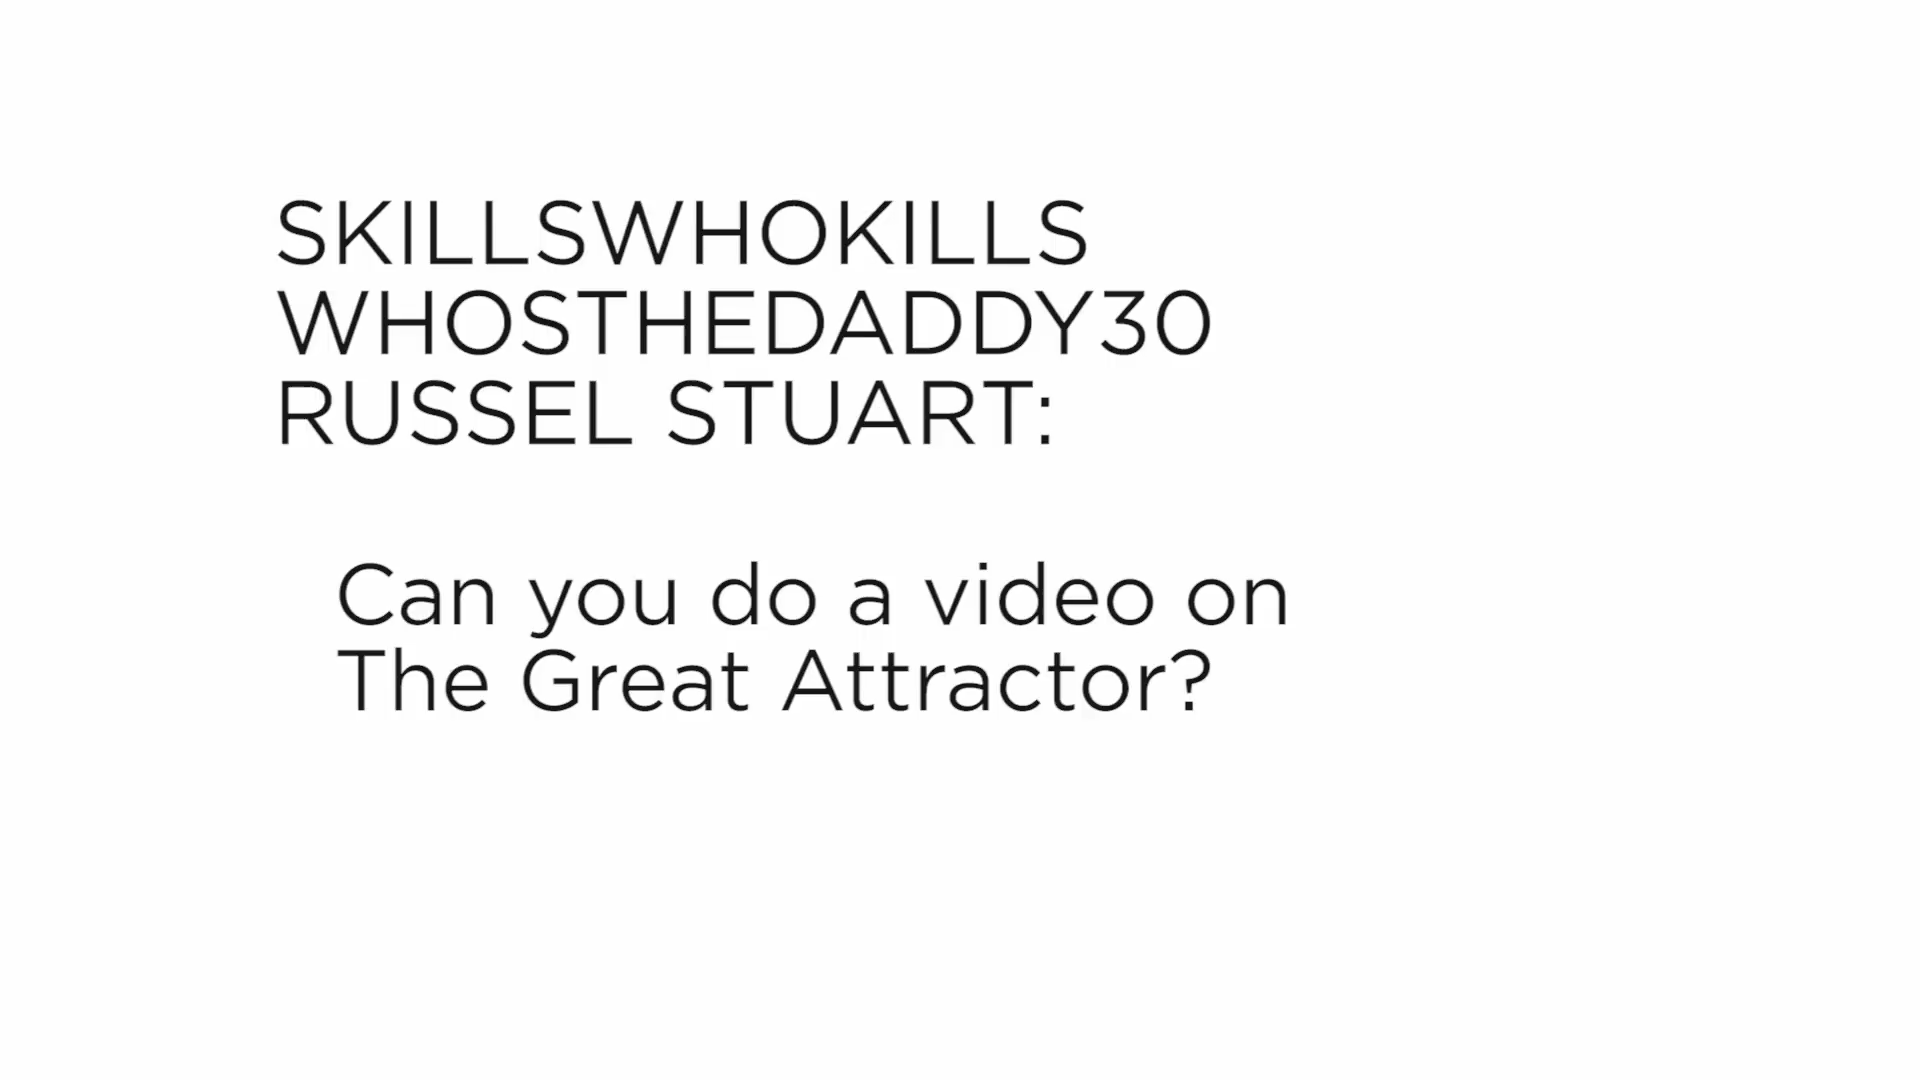 SKILLSWHOKILLS
WHOSTHEDADDY30
RUSSEL STUART:
Can you do a video on
The Great Attractor?